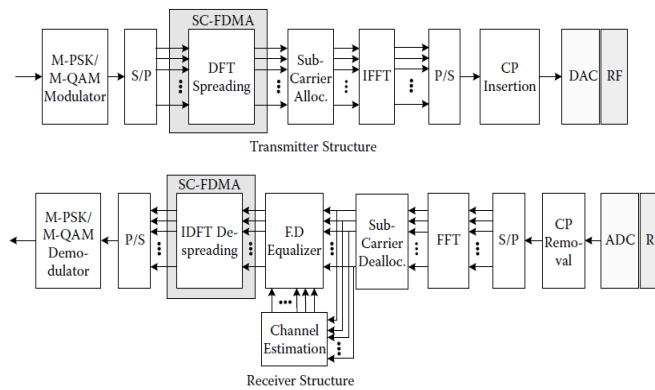 SC-FDMA
M-PSK/
M-QAM
Modulator
S/P
DFT
Spreading
Sub-
Carrier
Alloc.
IFFT
P/S
CP
Insertion
DAC
RF
Transmitter Structure
SC-FDMA
M-PSK/
M-QAM
Demo-
dulator
P/S
IDFT De-
spreading
F.D
Equalizer
Sub-
Carrier
Dealloc.
FFT
S/P
CP
Remo-
val
ADC
R
Channel
Estimation
Receiver Structure